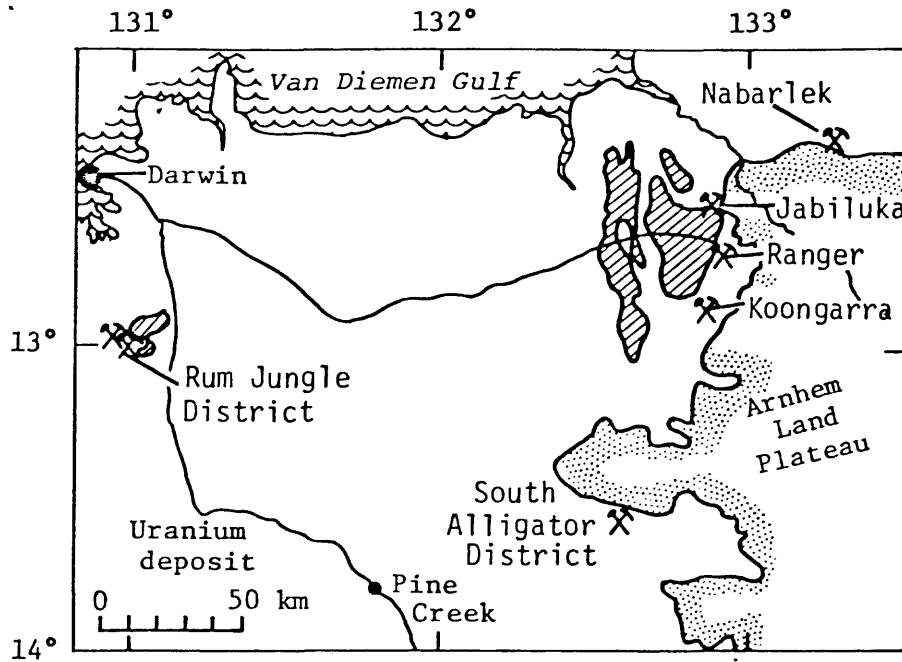 131°
132°
133°
Van Diemen Gulf
Nabarlek
Darwin
Jabiluka
Ranger
Koongarra
13°
Rum Jungle
District
Arnhem
Land
Plateau
South
Alligator
District
Uranium
deposit
0 50 km
Pine
Creek
14°